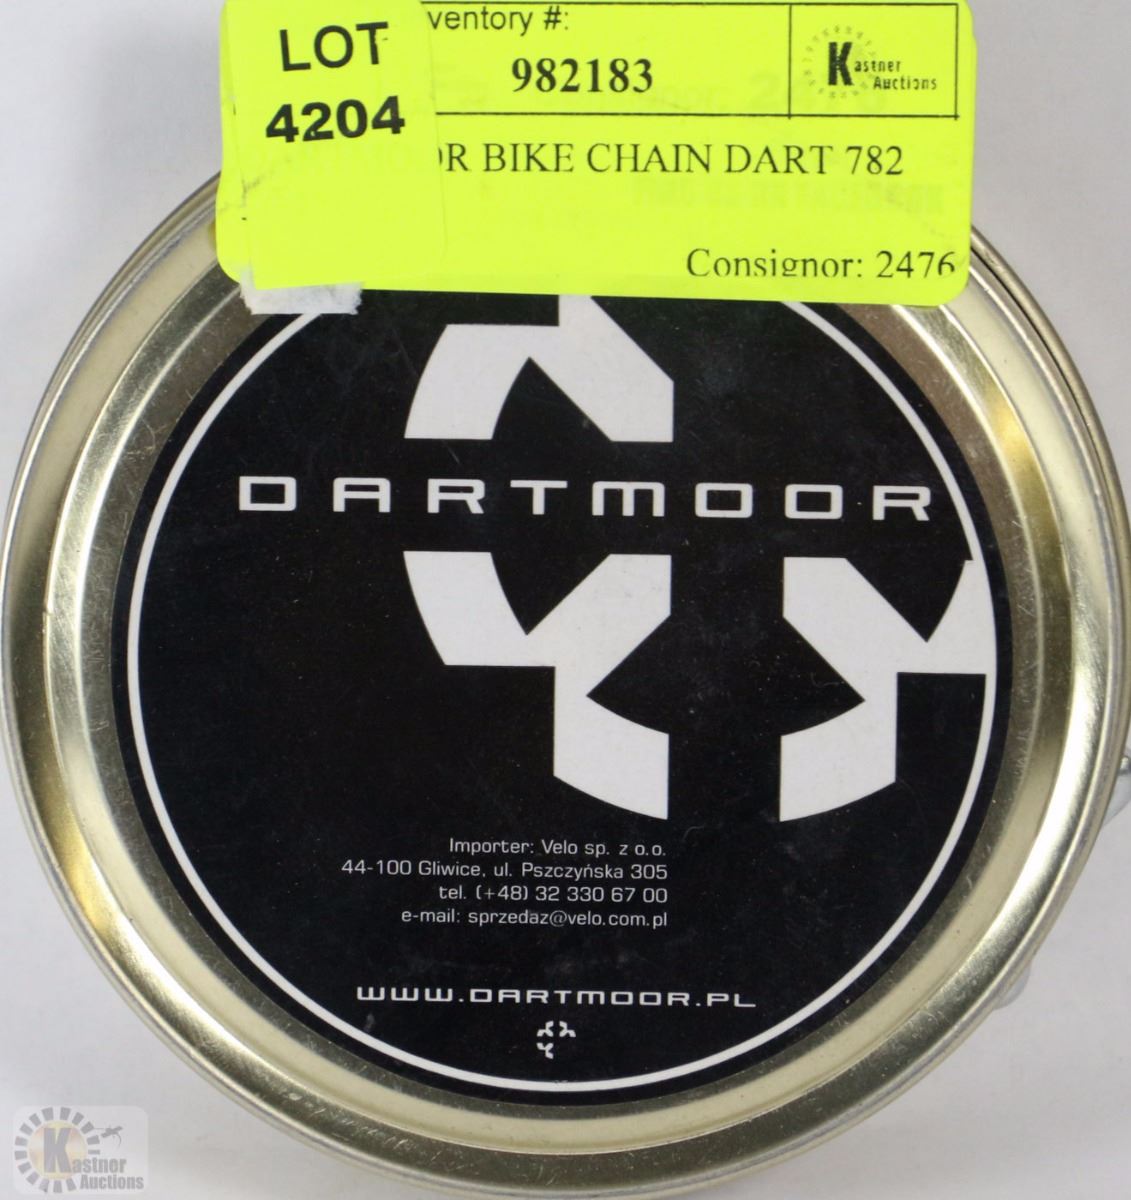 LOT
4204
ventory #:
982183
Kastner
Auctions
OR BIKE CHAIN DART 782
Consignor: 2476
DARTMOOR
Importer: Velo sp. z o.o.
44-100 Gliwice, ul. Pszczyńska 305
tel. (+48) 32 330 67 00
e-mail: sprzedaz@velo.com.pl
WWW.DARTMOOR.PL
Kastner
Auctions